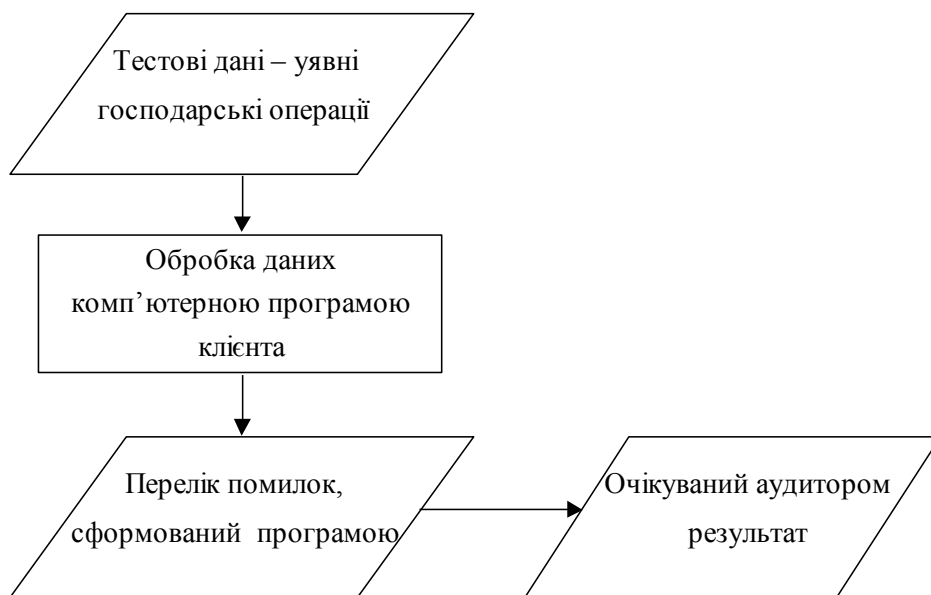 Тестові дані – уявні
господарські операції
Обробка даних
комп’ютерною програмою
клієнта
Перелік помилок,
сформований програмою
Очікуваний аудитором
результат